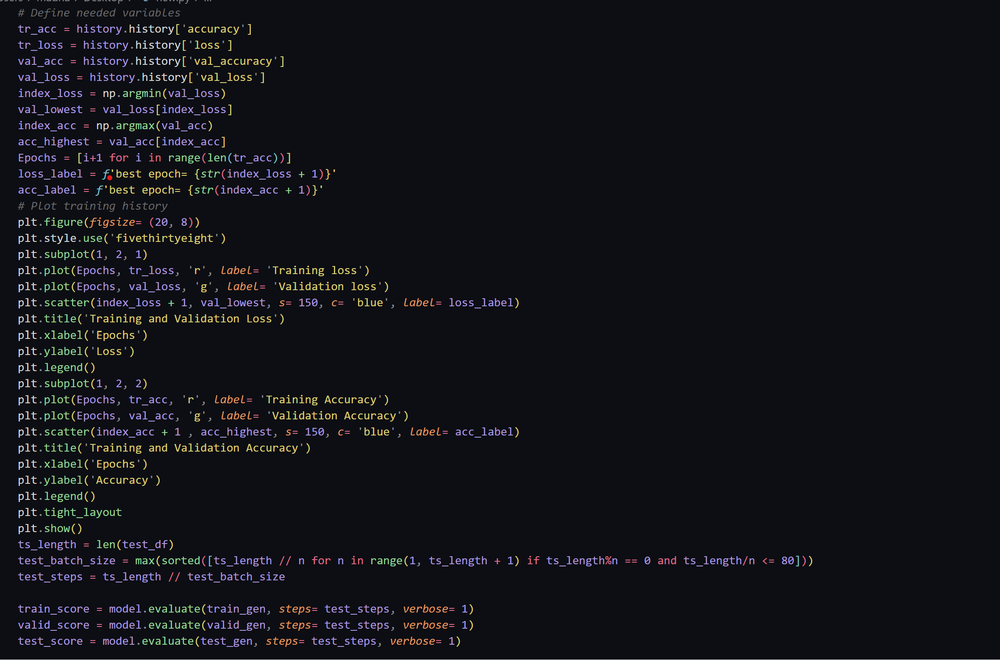 # Define needed variables
tr_acc = history.history['accuracy']
tr_loss = history.history['loss']
val_acc = history.history['val_accuracy']
val_loss = history.history['val_loss']
index_loss = np.argmin(val_loss)
val_lowest = val_loss[index_loss]
index_acc = np.argmax(val_acc)
acc_highest = val_acc[index_acc]
Epochs = [i+1 for i in range(len(tr_acc))]
loss_label = f'best epoch= {str(index_loss + 1)}'
acc_label = f'best epoch= {str(index_acc + 1)}'
# Plot training history
plt.figure(figsize= (20, 8))
plt.style.use('fivethirtyeight')
plt.subplot(1, 2, 1)
plt.plot(Epochs, tr_loss, 'r', label= 'Training loss')
plt.plot(Epochs, val_loss, 'g', label= 'Validation loss')
plt.scatter(index_loss + 1, val_lowest, s= 150, c= 'blue', label= loss_label)
plt.title('Training and Validation Loss')
plt.xlabel('Epochs')
plt.ylabel('Loss')
plt.legend()
plt.subplot(1, 2, 2)
plt.plot(Epochs, tr_acc, 'r', label= 'Training Accuracy')
plt.plot(Epochs, val_acc, 'g', label= 'Validation Accuracy')
plt.scatter(index_acc + 1 , acc_highest, s= 150, c= 'blue', label= acc_label)
plt.title('Training and Validation Accuracy')
plt.xlabel('Epochs')
plt.ylabel('Accuracy')
plt.legend()
plt.tight_layout
plt.show()
ts_length = len(test_df)
test_batch_size = max(sorted([ts_length // n for n in range(1, ts_length + 1) if ts_length%n == 0 and ts_length/n <= 80]))
test_steps = ts_length // test_batch_size
train_score = model.evaluate(train_gen, steps= test_steps, verbose= 1)
valid_score = model.evaluate(valid_gen, steps= test_steps, verbose= 1)
test_score = model.evaluate(test_gen, steps= test_steps, verbose= 1)